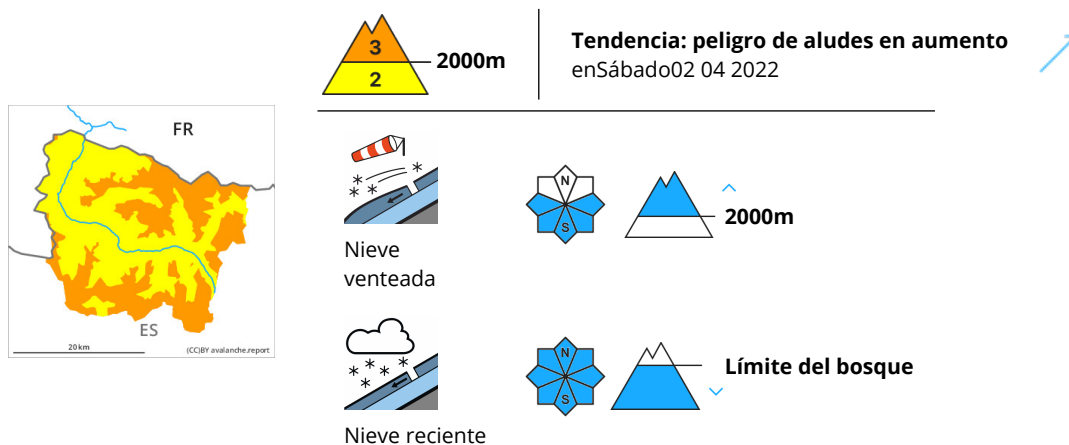 3
2
2000m
Tendencia: peligro de aludes en aumento
enSábado02 04 2022
FR
ES
20 km
(CC)BY avalanche.report
Nieve
venteada
N
S
2000m
Nieve reciente
N
S
Límite del bosque